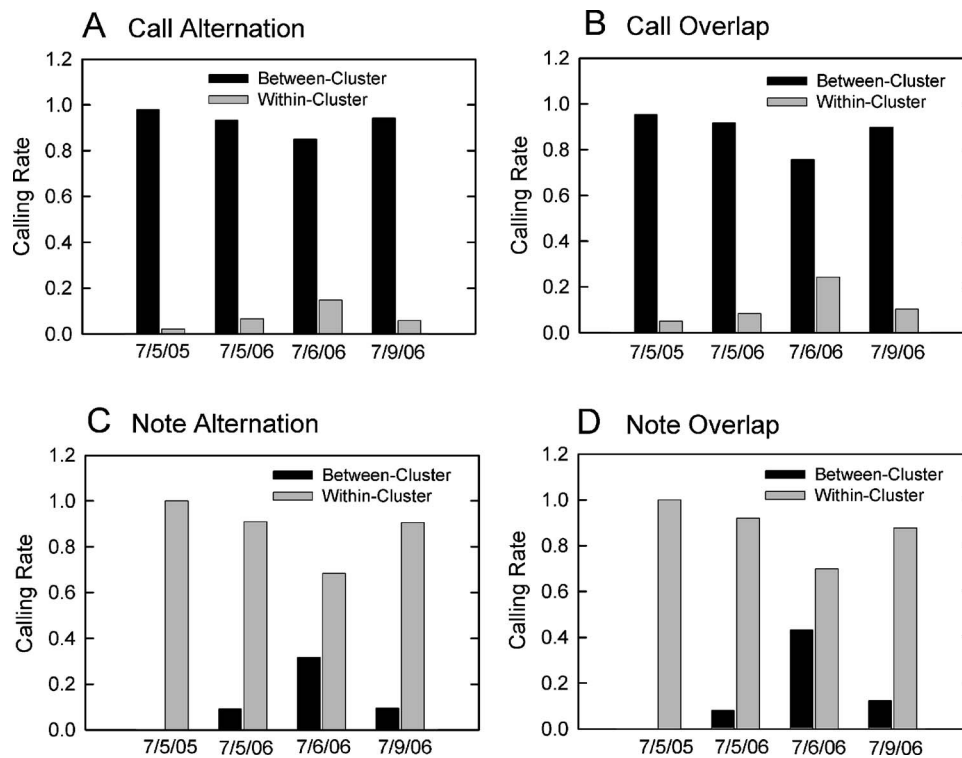 A Call Alternation
1.2
1.0
0.8
0.6
0.4
0.2
0.0
Calling Rate
Between-Cluster
Within-Cluster
7/5/05 7/5/06 7/6/06 7/9/06
B Call Overlap
1.2
1.0
0.8
0.6
0.4
0.2
0.0
Calling Rate
Between-Cluster
Within-Cluster
7/5/05 7/5/06 7/6/06 7/9/06
C Note Alternation
1.2
1.0
0.8
0.6
0.4
0.2
0.0
Calling Rate
Between-Cluster
Within-Cluster
7/5/05 7/5/06 7/6/06 7/9/06
D Note Overlap
1.2
1.0
0.8
0.6
0.4
0.2
0.0
Calling Rate
Between-Cluster
Within-Cluster
7/5/05 7/5/06 7/6/06 7/9/06